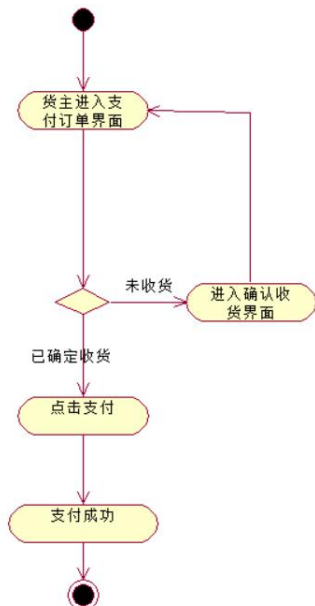 货主进入支
付订单界面
未收货
进入确认收
货界面
已确定收货
点击支付
支付成功